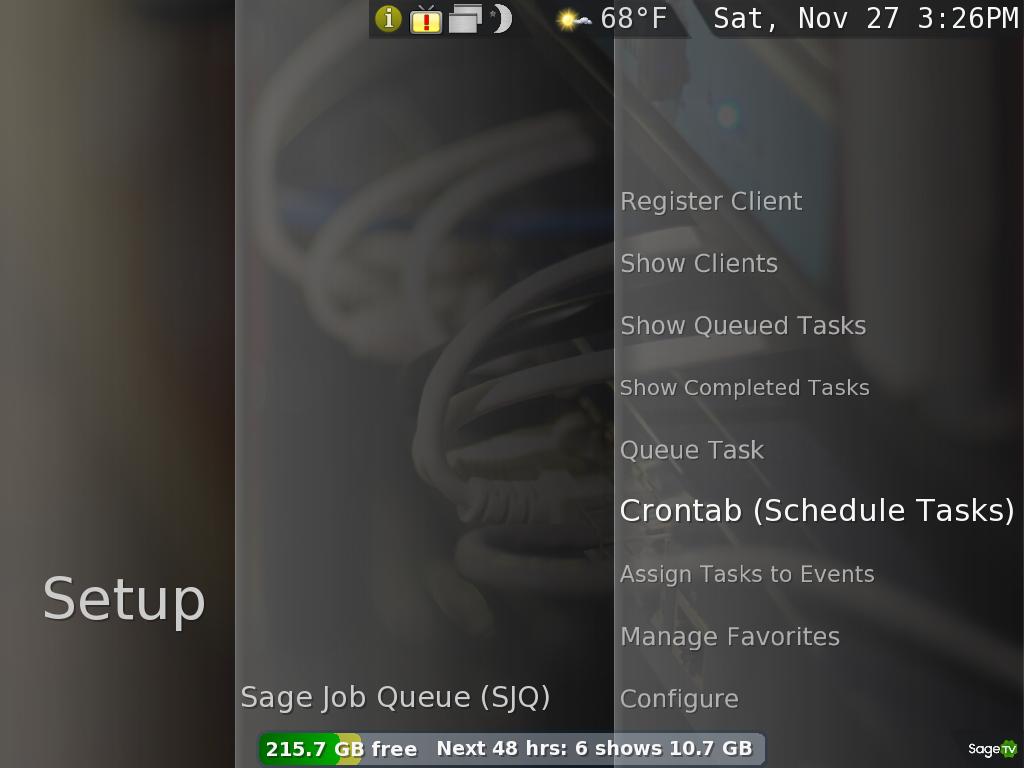 68°F Sat, Nov 27 3:26PM
Register Client
Show Clients
Show Queued Tasks
Show Completed Tasks
Queue Task
Crontab (Schedule Tasks)
Assign Tasks to Events
Setup
Manage Favorites
Sage Job Queue (SJQ)
Configure
215.7 GB free Next 48 hrs: 6 shows 10.7 GB
SageTV